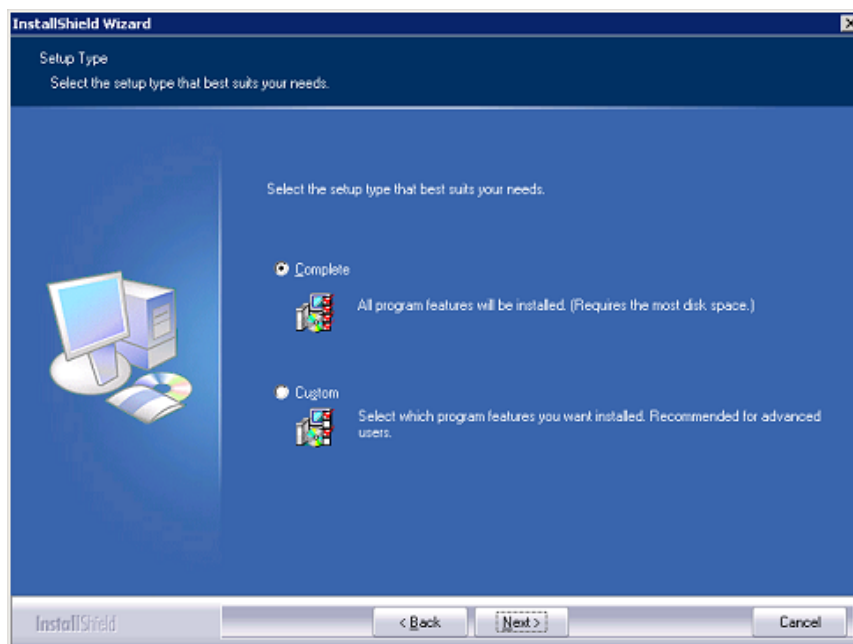 InstallShield Wizard
Setup Type
Select the setup type that best suits your needs.
Select the setup type that best suits your needs.
Complete
All program features will be installed. (Requires the most disk space.)
Custom
Select which program features you want installed. Recommended for advanced
users.
InstallShield
< Back
Next >
Cancel